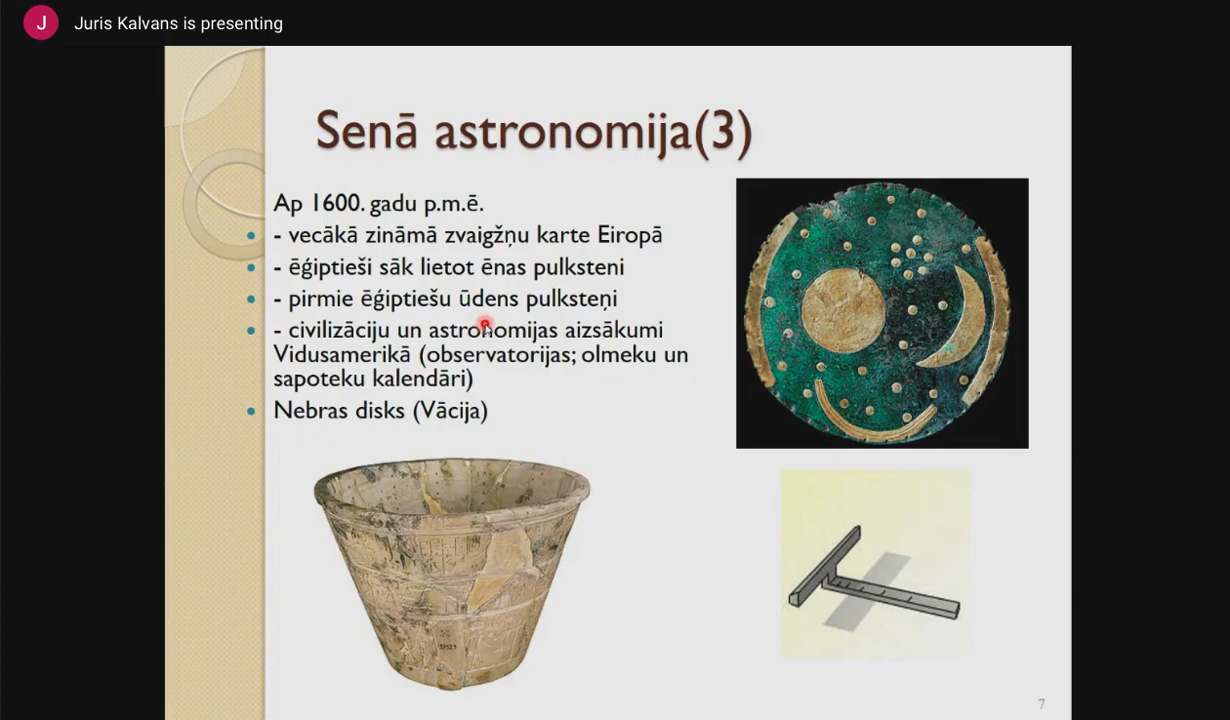 J
Juris Kalvans is presenting
Senā astronomija(3)
Ap 1600. gadu p.m.ē.
- vecākā zināmā zvaigžņu karte Eiropā
- ēģiptieši sāk lietot ēnas pulksteni
- pirmie ēģiptiešu ūdens pulksteņi
- civilizāciju un astronomijas aizsākumi
Vidusamerikā (observatorijas; olmeku un
sapoteku kalendāri)
Nebras disks (Vācija)
7